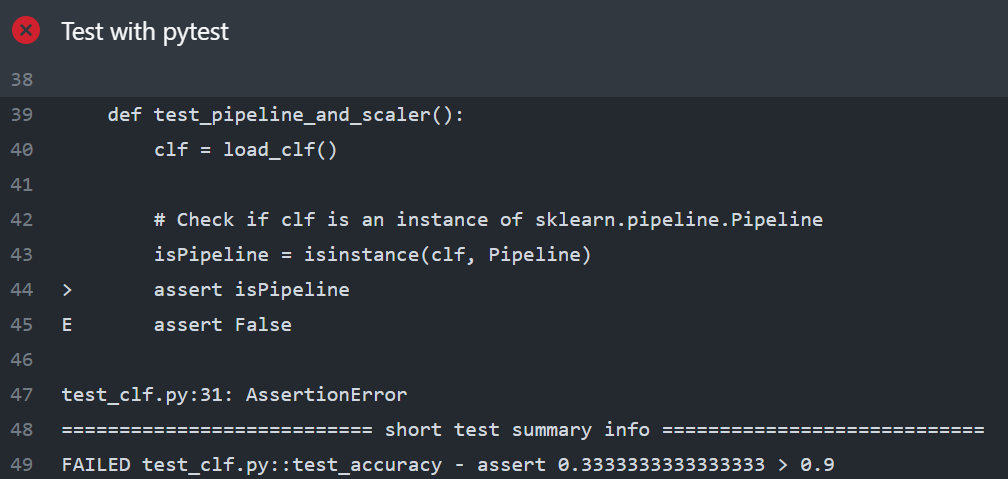 Test with pytest
38
39 def test_pipeline_and_scaler():
40 clf = load_clf()
41
42 # Check if clf is an instance of sklearn.pipeline.Pipeline
43 isPipeline = isinstance(clf, Pipeline)
44 > assert isPipeline
45 E assert False
46
47 test_clf.py:31: AssertionError
48 =========================== short test summary info ============================
49 FAILED test_clf.py::test_accuracy - assert 0.3333333333333333 > 0.9